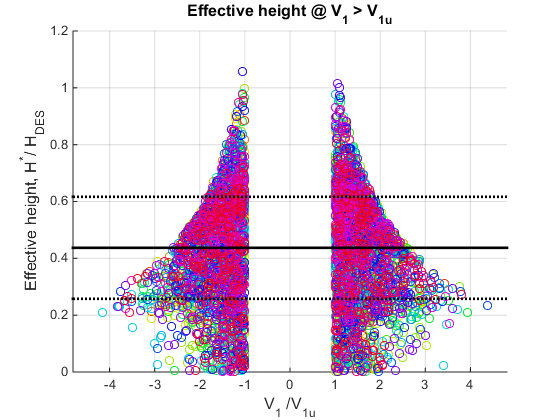 Effective height @ V1 > V1u
1.2
1
0.8
0.6
0.4
0.2
0
Effective height, H*/ HDES
-4 -3 -2 -1 0 1 2 3 4
V1 /V1u